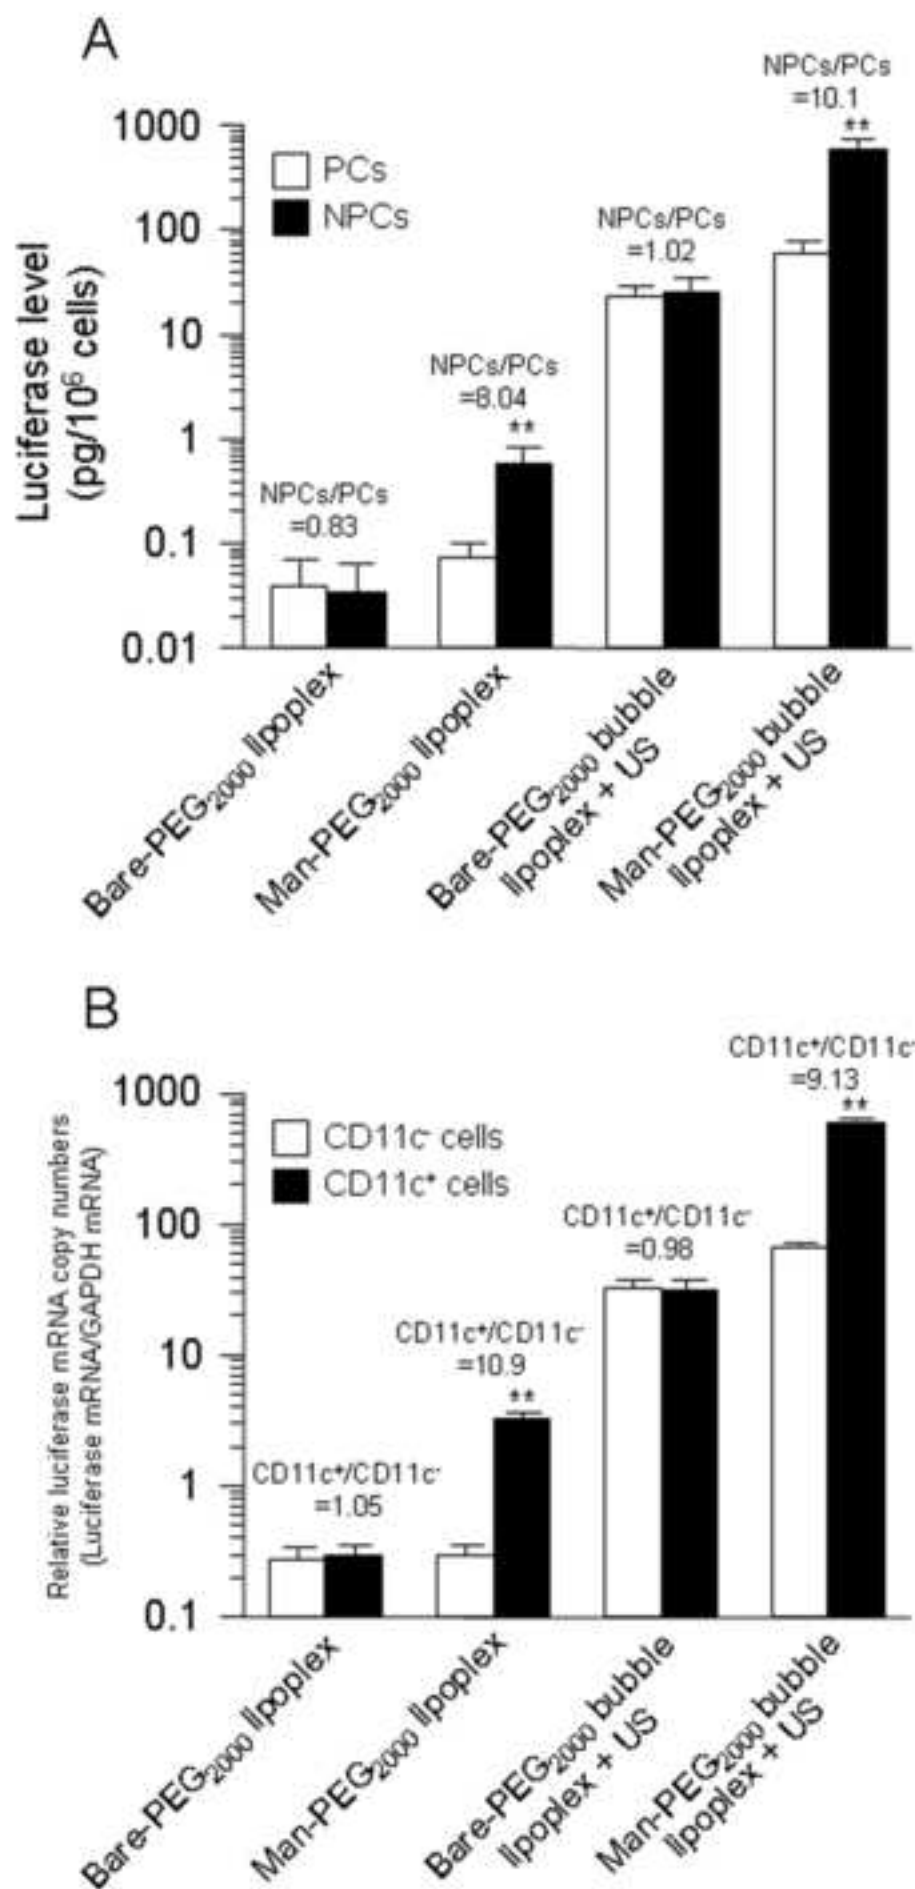 A
NPCs/PCs
=10.1
**
1000
PCs
NPCs
NPCs/PCs
=1.02
100
10
NPCs/PCs
=8.04
**
1
NPCs/PCs
=0.83
0.1
0.01
Luciferase level
(pg/10⁶ cells)
Bare-PEG₂₀₀₀ lipoplex
Man-PEG₂₀₀₀ lipoplex
Bare-PEG₂₀₀₀ bubble
lipoplex + US
Man-PEG₂₀₀₀ bubble
lipoplex + US
B
CD11c⁺/CD11c⁻
=9.13
**
1000
CD11c⁻ cells
CD11c⁺ cells
CD11c⁺/CD11c⁻
=0.98
100
CD11c⁺/CD11c⁻
=10.9
**
10
CD11c⁺/CD11c⁻
=1.05
1
0.1
Relative luciferase mRNA copy numbers
(Luciferase mRNA/GAPDH mRNA)
Bare-PEG₂₀₀₀ lipoplex
Man-PEG₂₀₀₀ lipoplex
Bare-PEG₂₀₀₀ bubble
lipoplex + US
Man-PEG₂₀₀₀ bubble
lipoplex + US